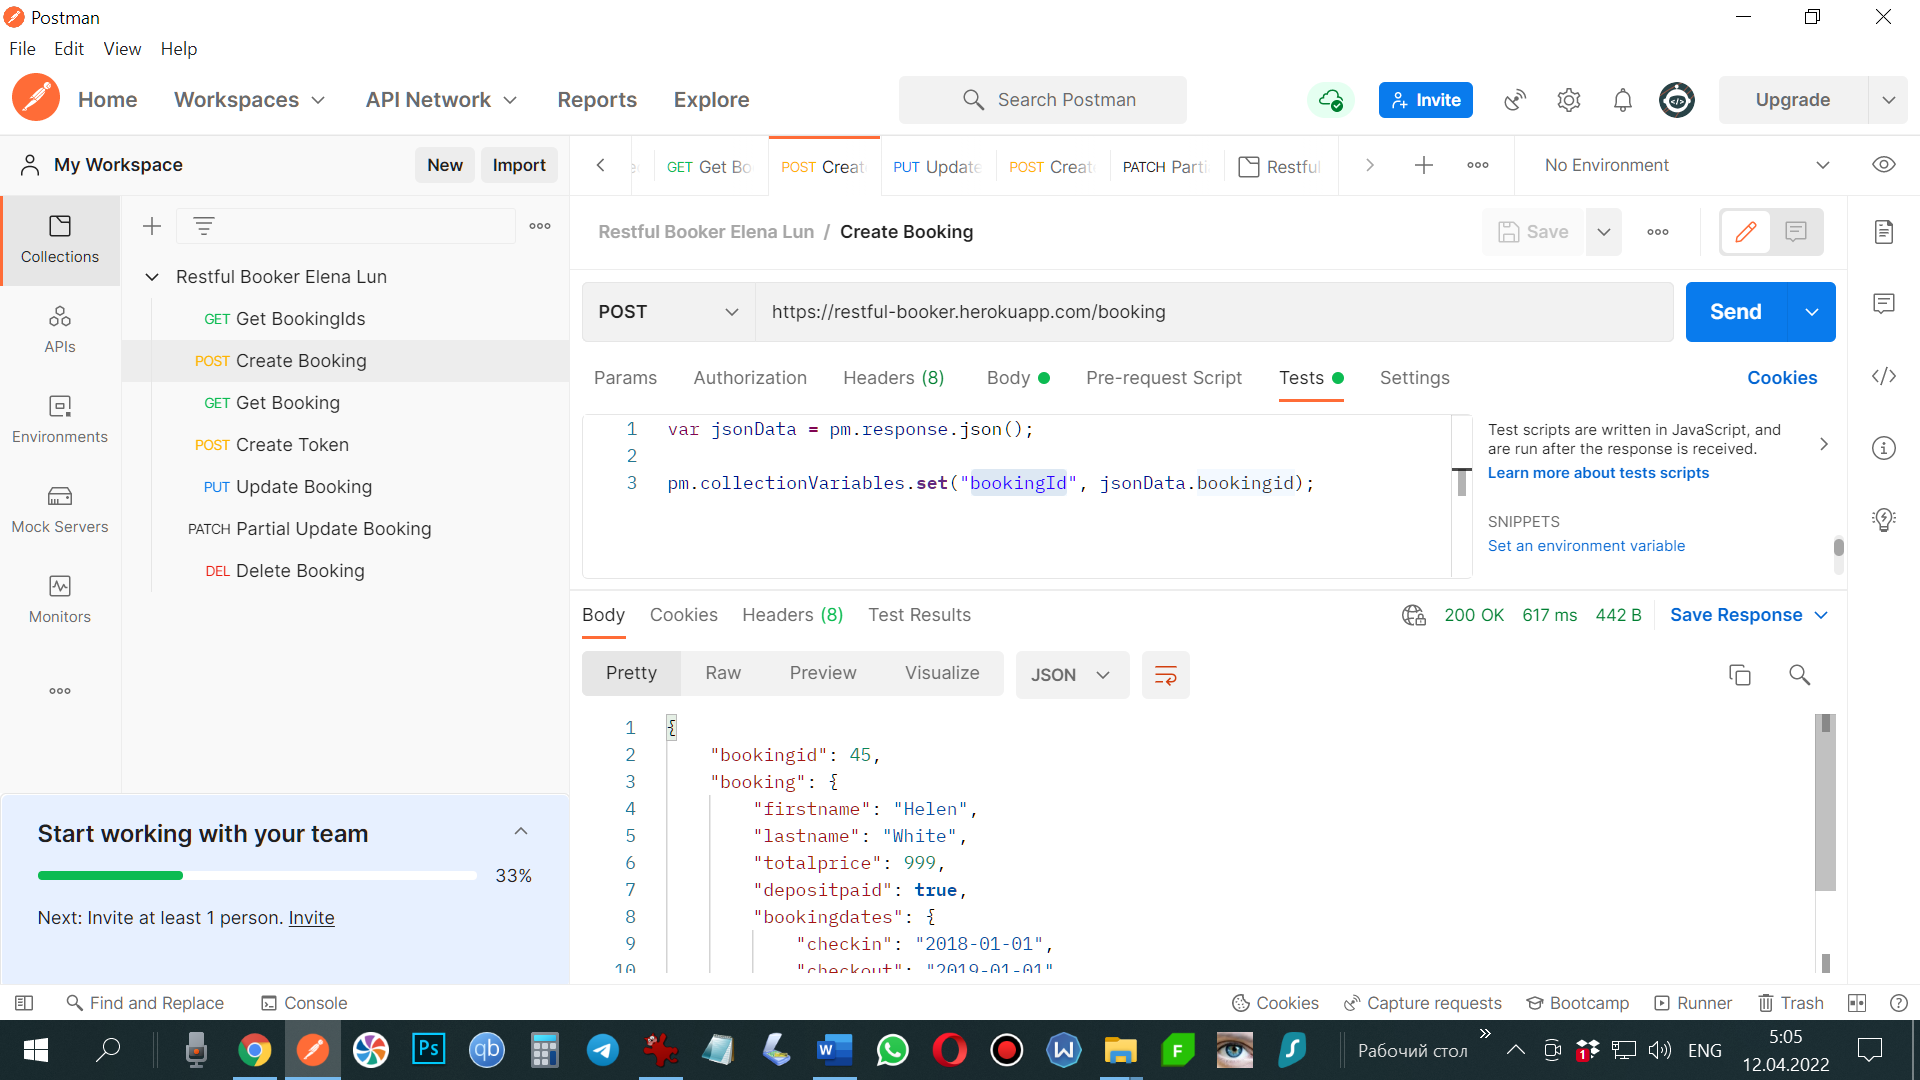 Postman
File Edit View Help
Home Workspaces API Network Reports Explore Search Postman Invite Upgrade
My Workspace New Import
GET Get Bo POST Creat PUT Update POST Creat PATCH Parti Restful No Environment
Collections
APIs
Environments
Mock Servers
Monitors
Restful Booker Elena Lun
GET Get BookingIds
POST Create Booking
GET Get Booking
POST Create Token
PUT Update Booking
PATCH Partial Update Booking
DEL Delete Booking
Start working with your team
33%
Next: Invite at least 1 person. Invite
Restful Booker Elena Lun / Create Booking Save
POST https://restful-booker.herokuapp.com/booking Send
Params Authorization Headers (8) Body Pre-request Script Tests Settings Cookies
1 var jsonData = pm.response.json();
2
3 pm.collectionVariables.set("bookingId", jsonData.bookingid);
Test scripts are written in JavaScript, and
are run after the response is received.
Learn more about tests scripts
SNIPPETS
Set an environment variable
Body Cookies Headers (8) Test Results 200 OK 617 ms 442 B Save Response
Pretty Raw Preview Visualize JSON
1 {
2 "bookingid": 45,
3 "booking": {
4 "firstname": "Helen",
5 "lastname": "White",
6 "totalprice": 999,
7 "depositpaid": true,
8 "bookingdates": {
9 "checkin": "2018-01-01",
10 "checkout": "2019-01-01"
Find and Replace Console Cookies Capture requests Bootcamp Runner Trash
Ps qb W F 1
Рабочий стол » ENG 5:05
12.04.2022